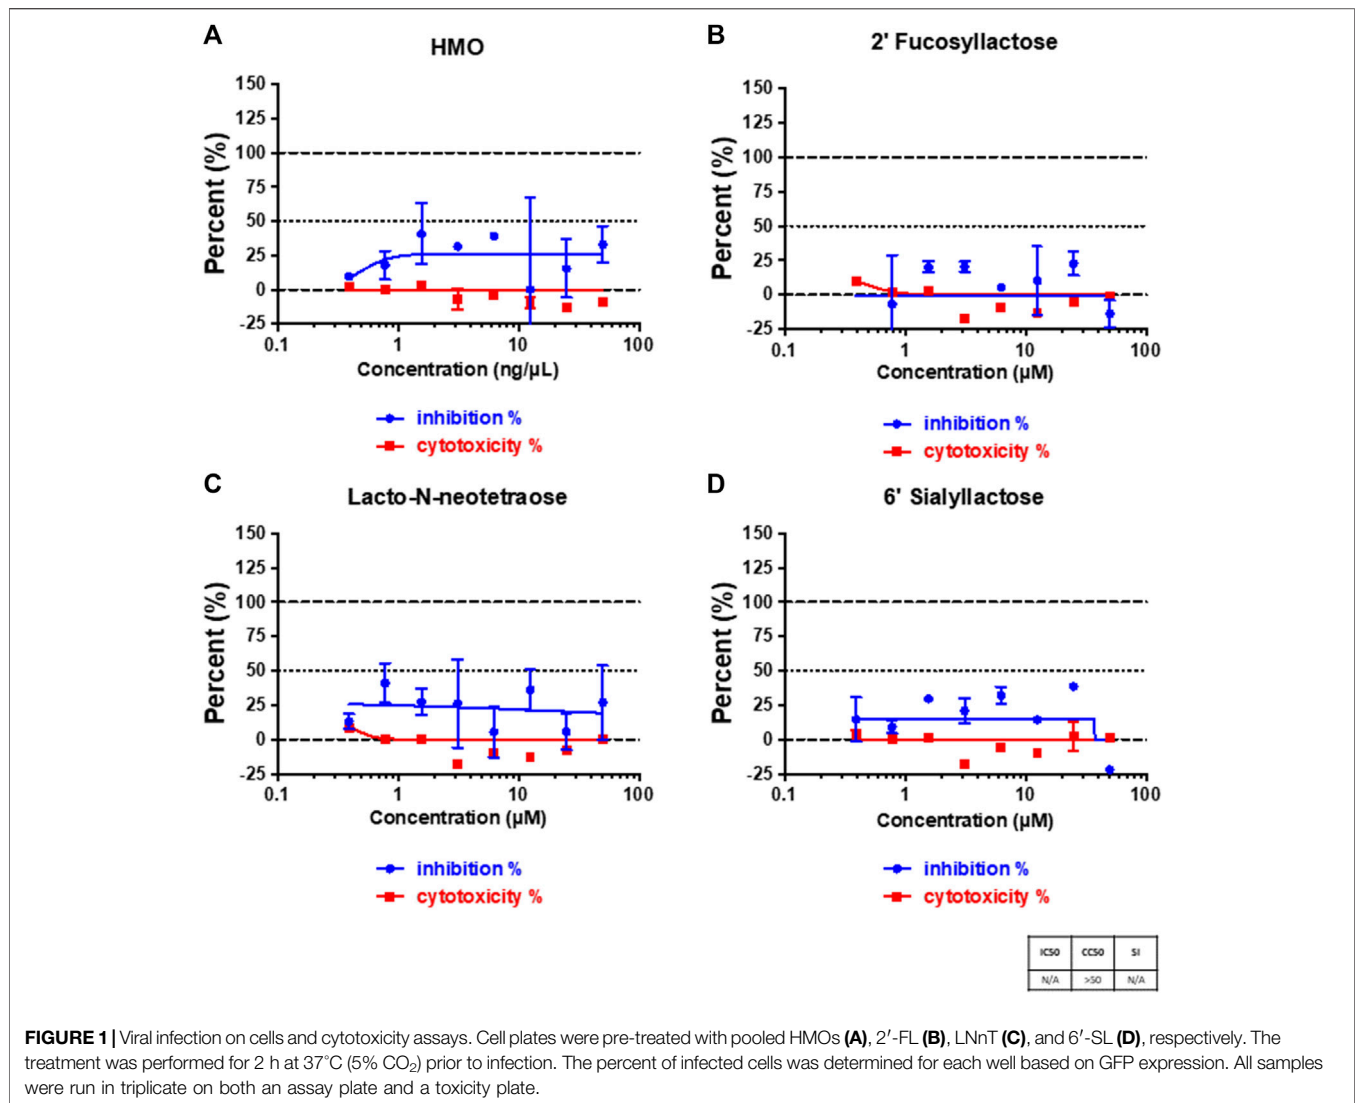 A
HMO
150
125
100
75
50
25
0
-25
Percent (%)
0.1 1 10 100
Concentration (ng/µL)
inhibition %
cytotoxicity %
B
2' Fucosyllactose
150
125
100
75
50
25
0
-25
Percent (%)
0.1 1 10 100
Concentration (µM)
inhibition %
cytotoxicity %
C
Lacto-N-neotetraose
150
125
100
75
50
25
0
-25
Percent (%)
0.1 1 10 100
Concentration (µM)
inhibition %
cytotoxicity %
D
6' Sialyllactose
150
125
100
75
50
25
0
-25
Percent (%)
0.1 1 10 100
Concentration (µM)
inhibition %
cytotoxicity %
IC50 CC50 SI
N/A >50 N/A
FIGURE 1 | Viral infection on cells and cytotoxicity assays. Cell plates were pre-treated with pooled HMOs (A), 2′-FL (B), LNnT (C), and 6′-SL (D), respectively. The
treatment was performed for 2 h at 37°C (5% CO₂) prior to infection. The percent of infected cells was determined for each well based on GFP expression. All samples
were run in triplicate on both an assay plate and a toxicity plate.